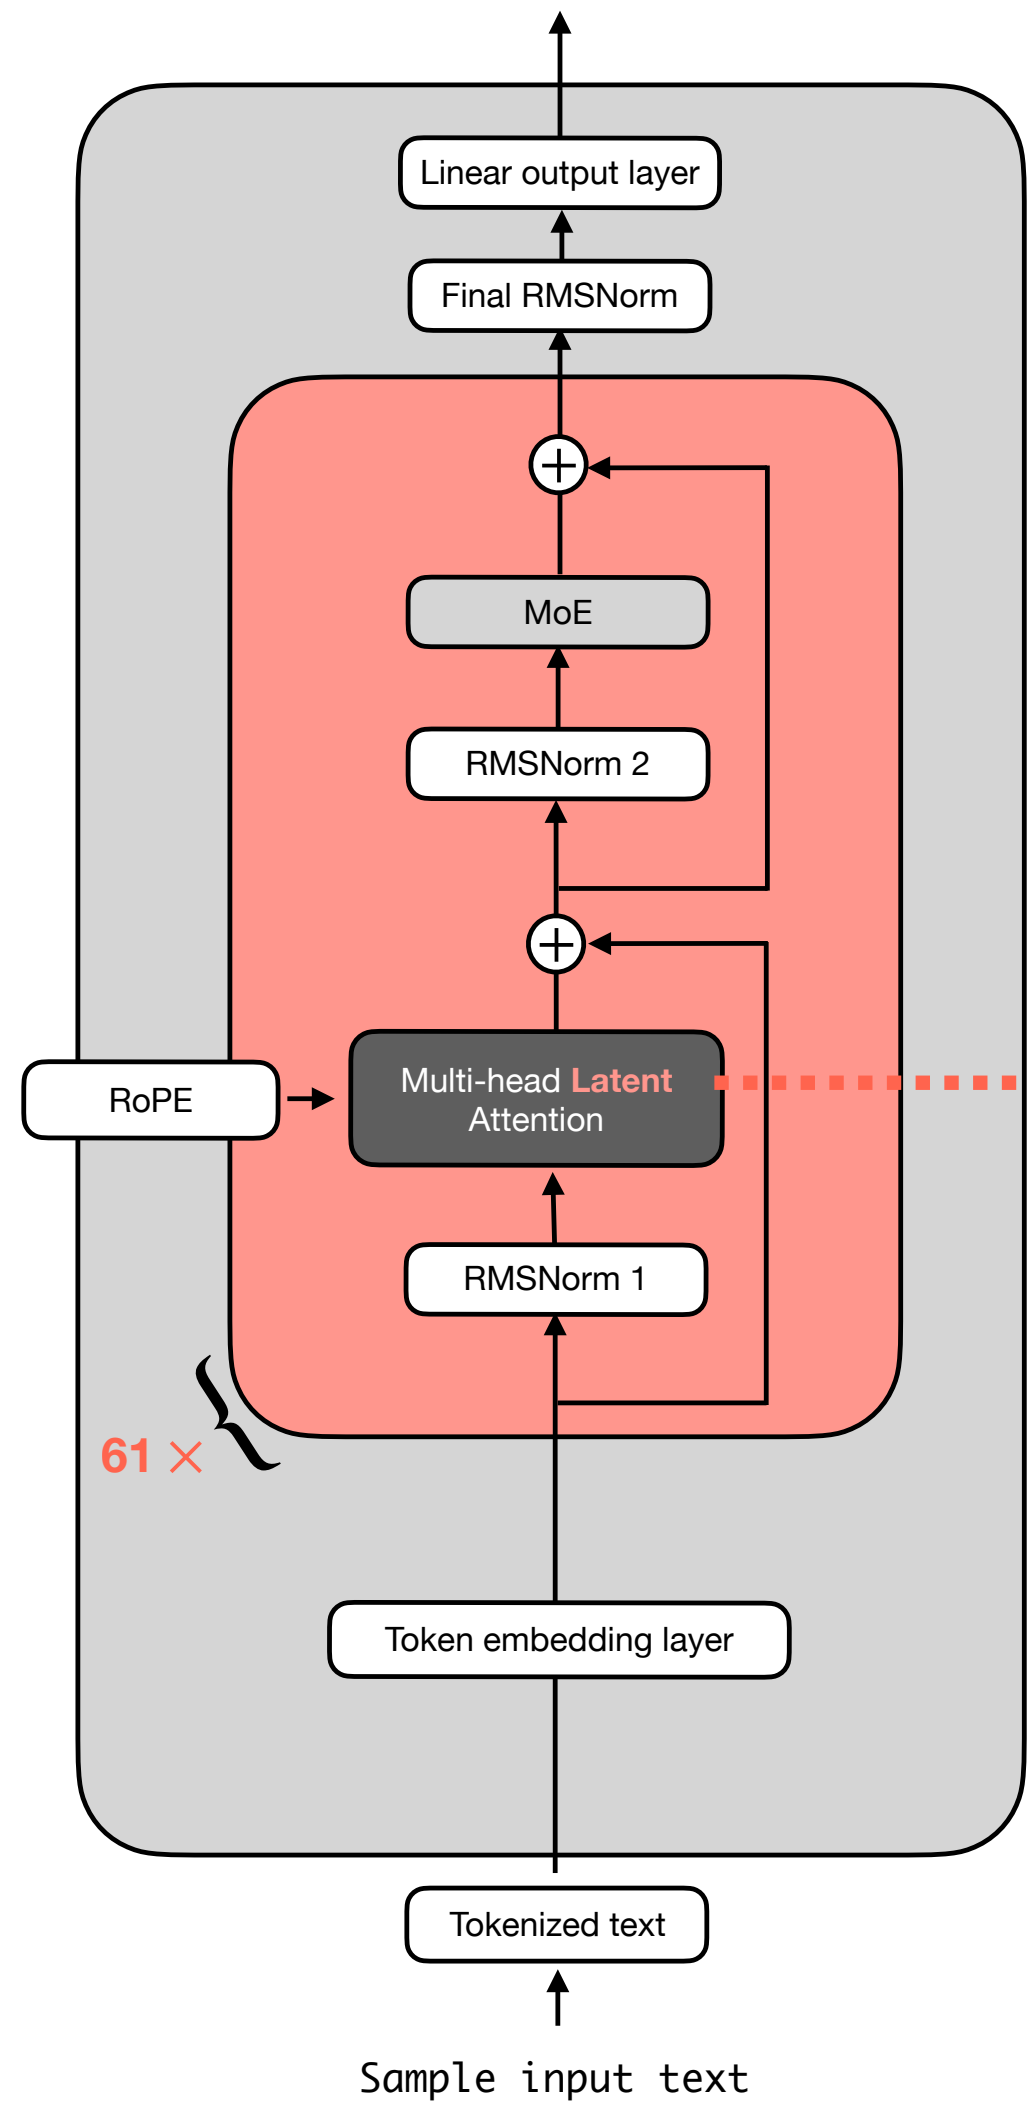 Linear output layer
Final RMSNorm
MoE
RMSNorm 2
Multi-head Latent
Attention
RoPE
RMSNorm 1
61 ×
Token embedding layer
Tokenized text
Sample input text